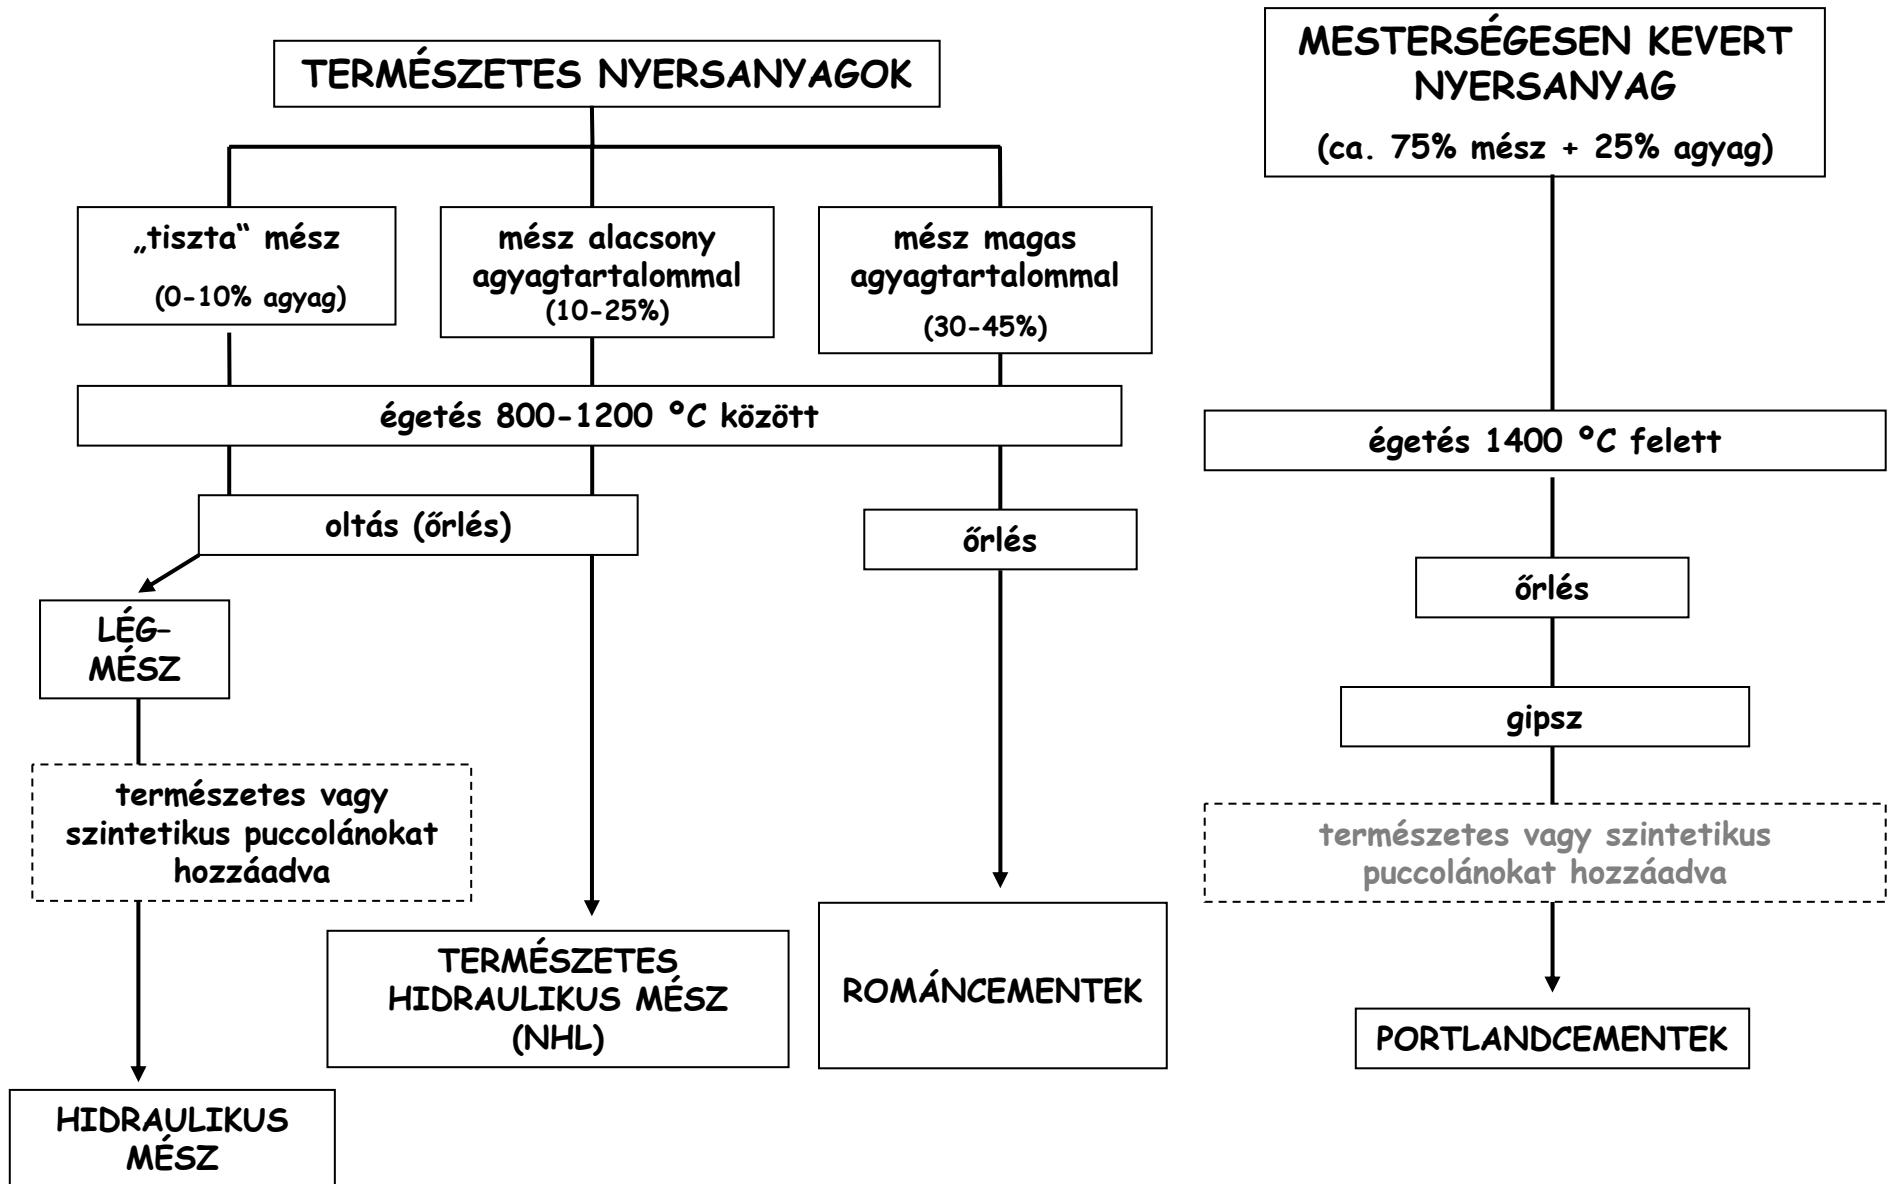 TERMÉSZETES NYERSANYAGOK
MESTERSÉGESEN KEVERT
NYERSANYAG
(ca. 75% mész + 25% agyag)
„tiszta“ mész
(0-10% agyag)
mész alacsony
agyagtartalommal
(10-25%)
mész magas
agyagtartalommal
(30-45%)
égetés 800-1200 ºC között
égetés 1400 ºC felett
oltás (őrlés)
őrlés
őrlés
LÉG–
MÉSZ
gipsz
természetes vagy
szintetikus puccolánokat
hozzáadva
természetes vagy szintetikus
puccolánokat hozzáadva
TERMÉSZETES
HIDRAULIKUS MÉSZ
(NHL)
ROMÁNCEMENTEK
PORTLANDCEMENTEK
HIDRAULIKUS
MÉSZ